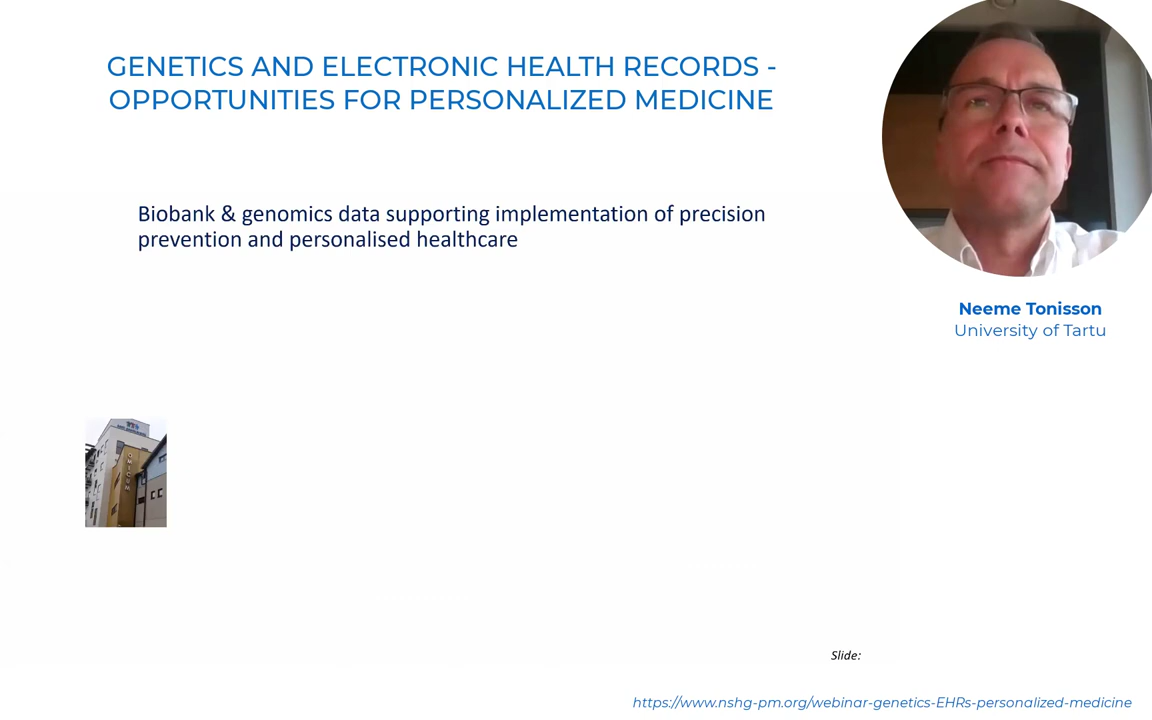 GENETICS AND ELECTRONIC HEALTH RECORDS -
OPPORTUNITIES FOR PERSONALIZED MEDICINE
Biobank & genomics data supporting implementation of precision
prevention and personalised healthcare
Neeme Tonisson
University of Tartu
OMICUM
Slide:
https://www.nshg-pm.org/webinar-genetics-EHRs-personalized-medicine